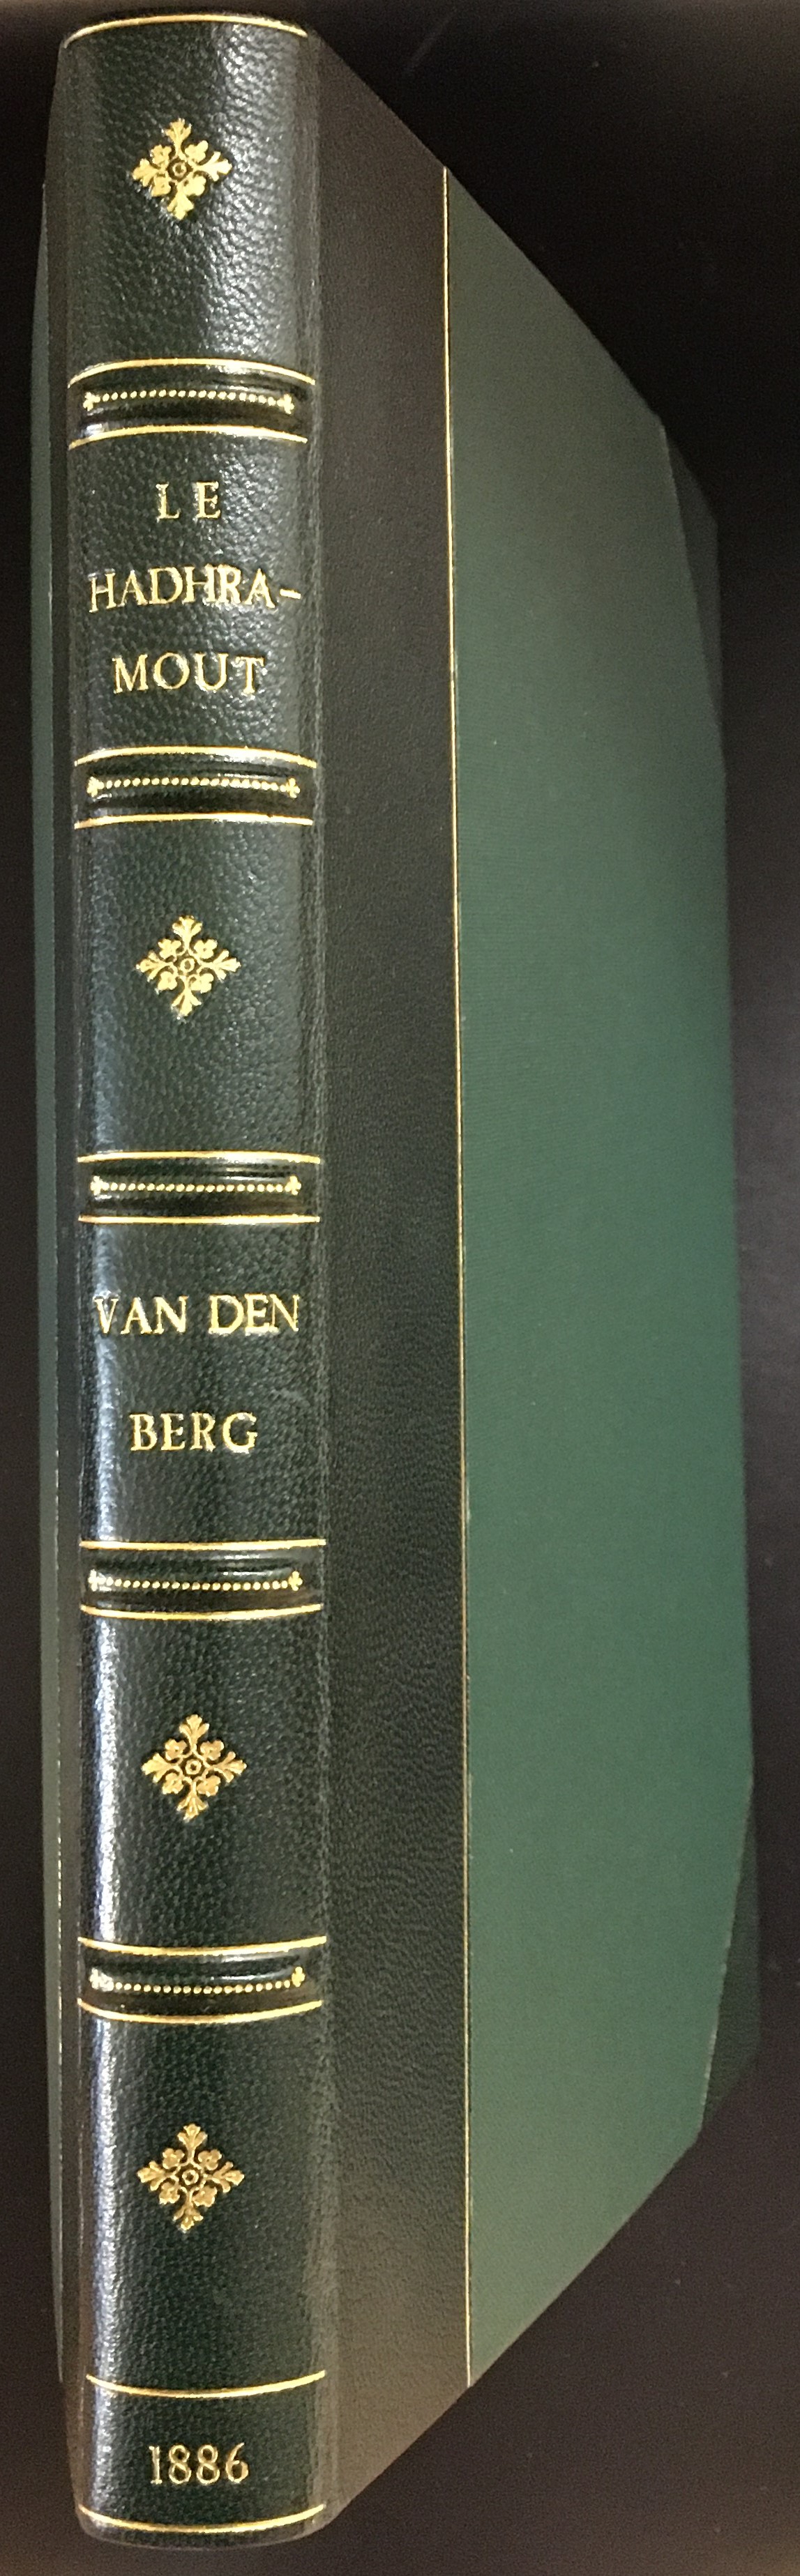 LE
HADHRA-
MOUT
VAN DEN
BERG
1886